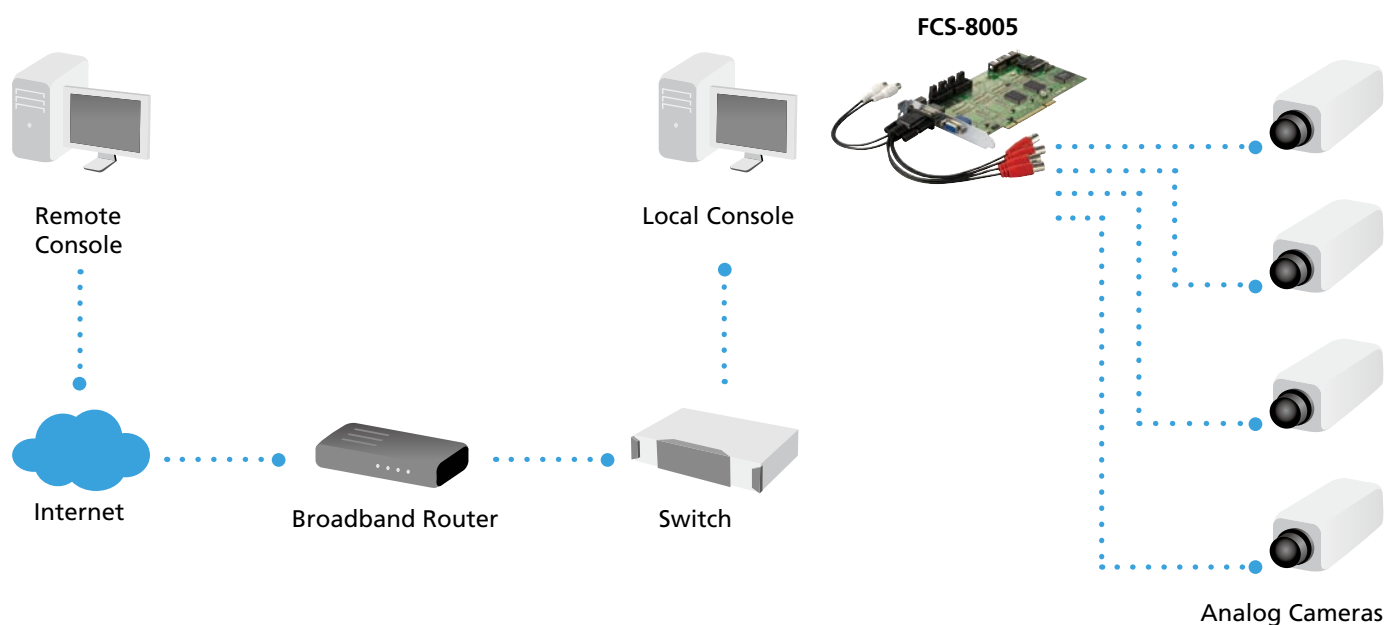 FCS-8005
Remote
Console
Local Console
Internet
Broadband Router
Switch
Analog Cameras